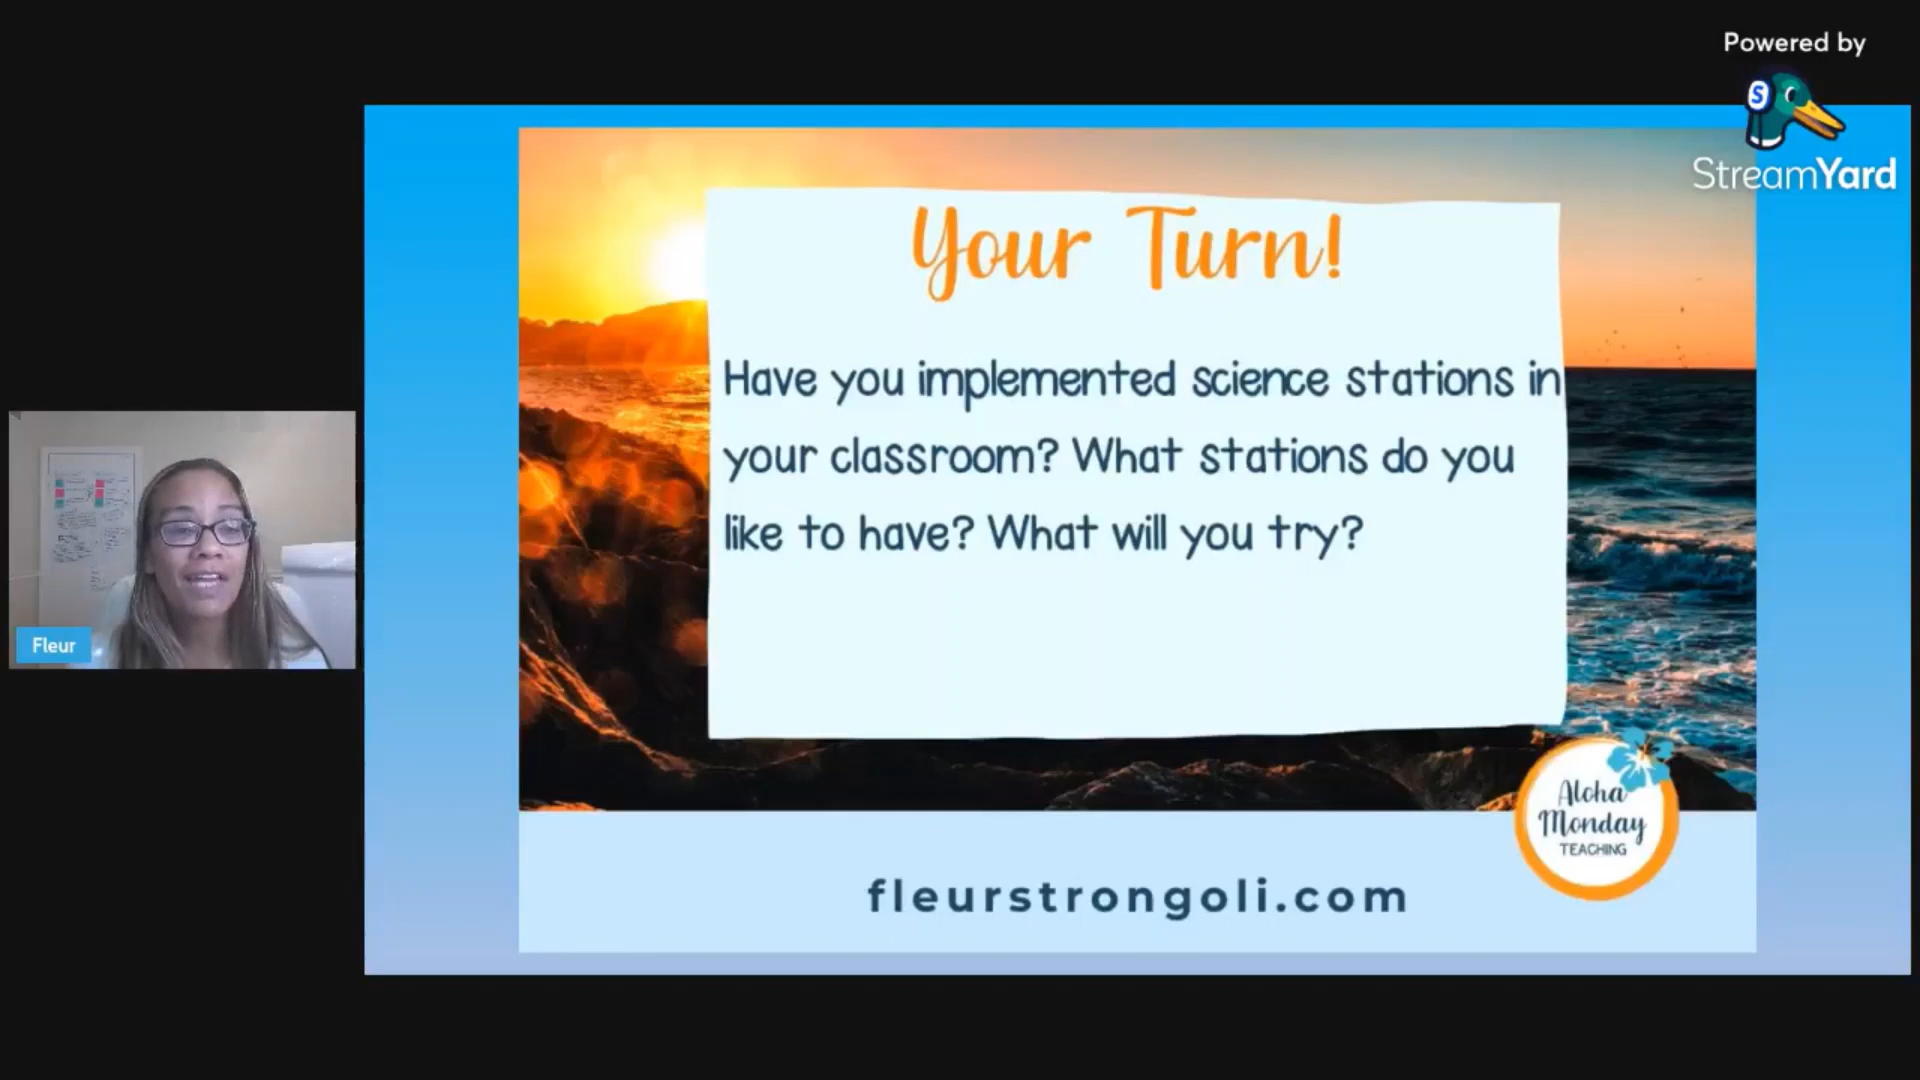 Powered by
S
StreamYard
Your Turn!
Have you implemented science stations in
your classroom? What stations do you
like to have? What will you try?
Fleur
Aloha
Monday
TEACHING
fleurstrongoli.com